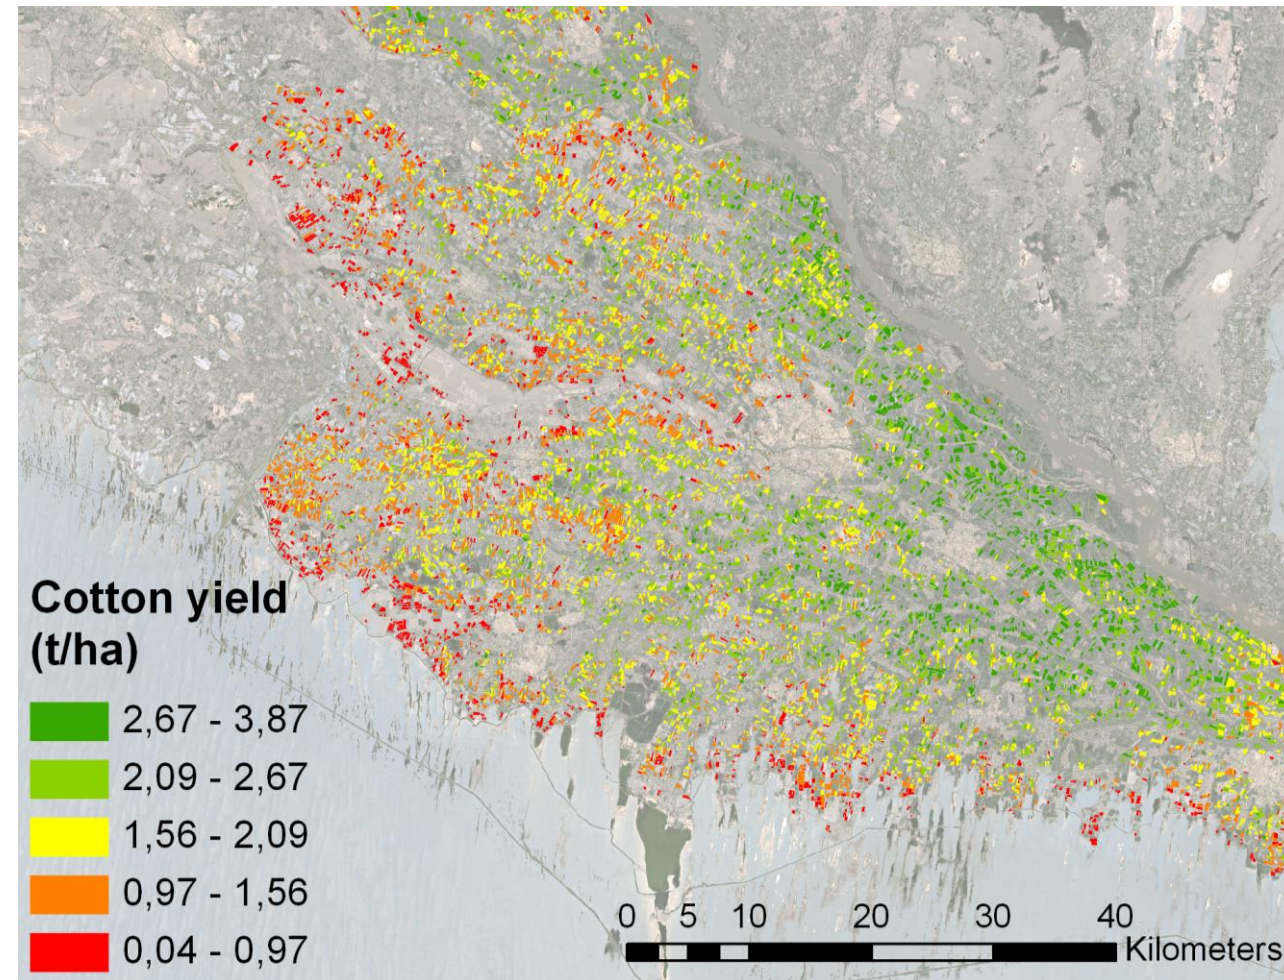 Cotton yield
(t/ha)
2,67 - 3,87
2,09 - 2,67
1,56 - 2,09
0,97 - 1,56
0,04 - 0,97
0 5 10 20 30 40
Kilometers